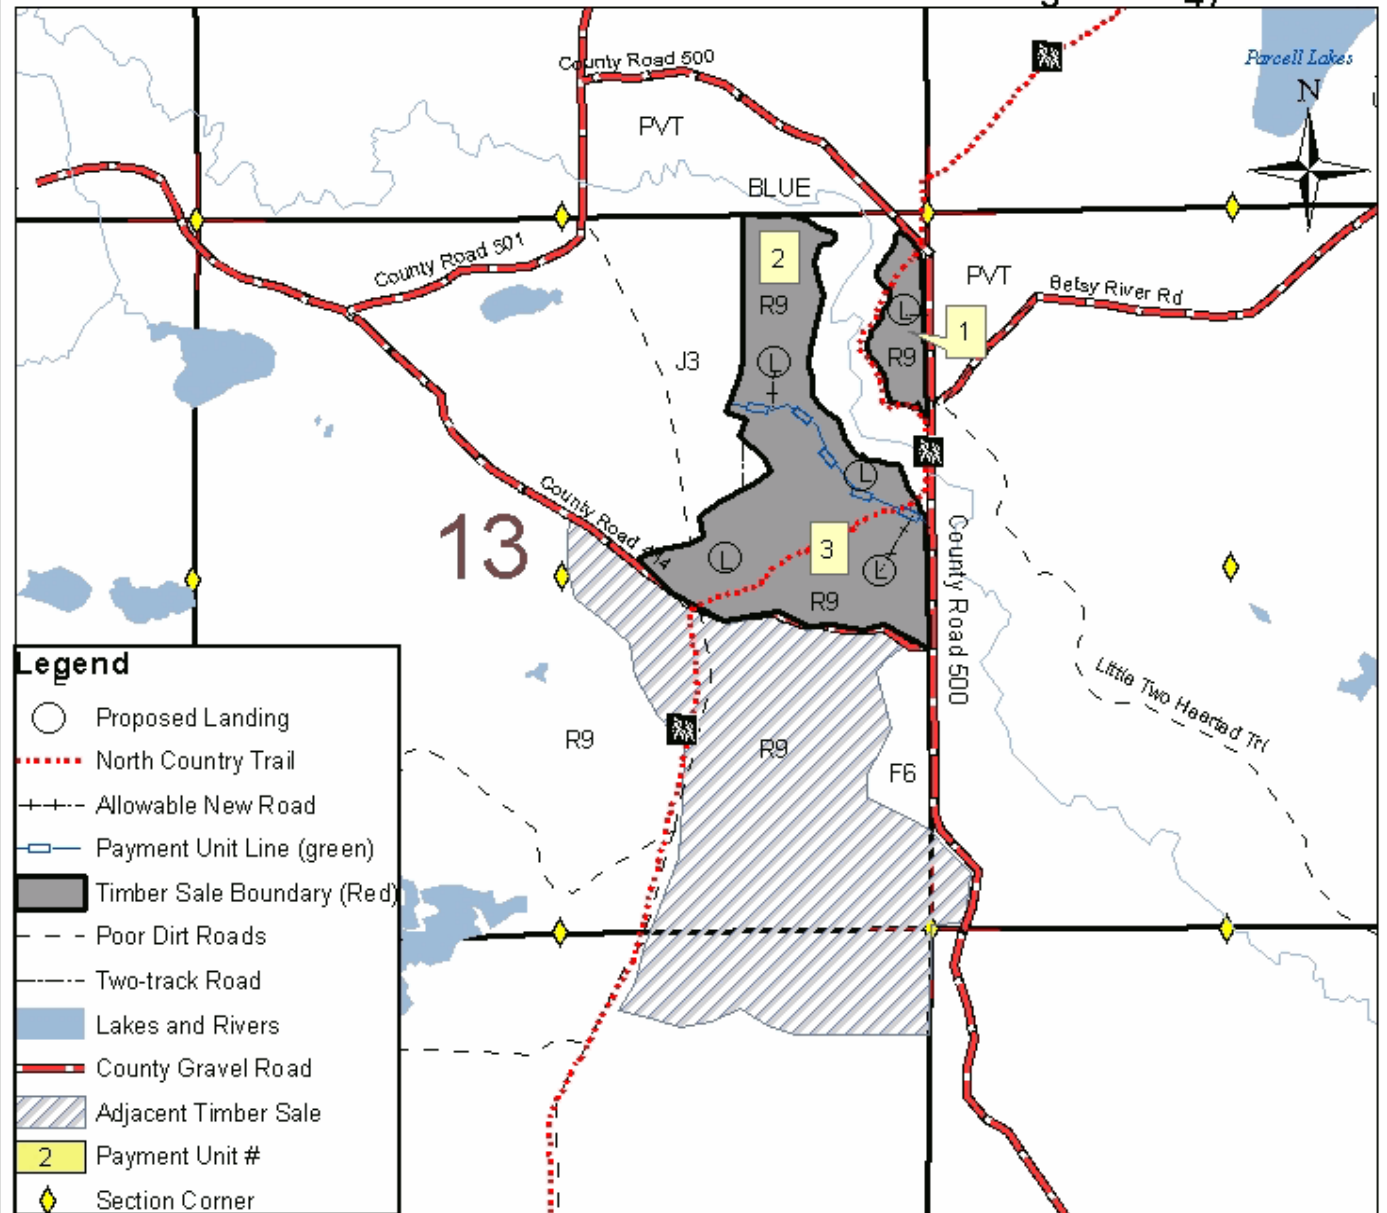 Parcell Lakes
N
County Road 500
PVT
BLUE
County Road 501
2
R9
PVT
Betsy River Rd
L
1
R9
J3
L
L
County Road
13
3
L
L
R9
County Road 500
Little Two Hearted Trl
R9
R9
F6
Legend
L
Proposed Landing
North Country Trail
Allowable New Road
Payment Unit Line (green)
Timber Sale Boundary (Red)
Poor Dirt Roads
Two-track Road
Lakes and Rivers
County Gravel Road
Adjacent Timber Sale
2 Payment Unit #
Section Corner